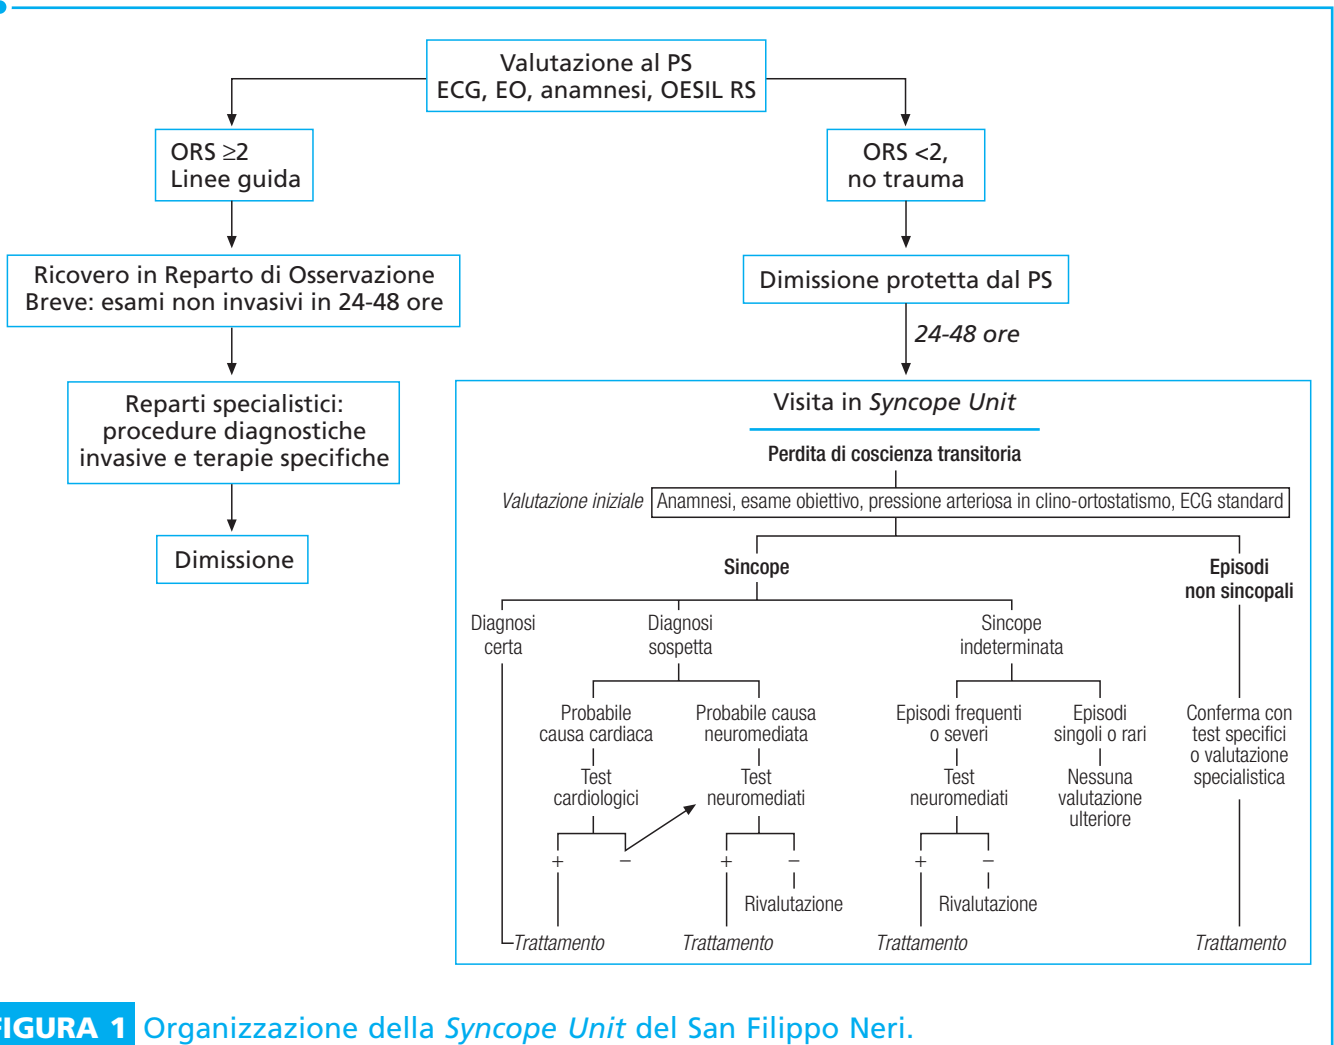 Valutazione al PS
ECG, EO, anamnesi, OESIL RS
ORS ≥2
Linee guida
ORS <2,
no trauma
Ricovero in Reparto di Osservazione
Breve: esami non invasivi in 24-48 ore
Dimissione protetta dal PS
24-48 ore
Reparti specialistici:
procedure diagnostiche
invasive e terapie specifiche
Dimissione
Visita in Syncope Unit
Perdita di coscienza transitoria
Valutazione iniziale
Anamnesi, esame obiettivo, pressione arteriosa in clino-ortostatismo, ECG standard
Sincope
Episodi
non sincopali
Diagnosi
certa
Diagnosi
sospetta
Sincope
indeterminata
Probabile
causa cardiaca
Probabile causa
neuromediata
Episodi frequenti
o severi
Episodi
singoli o rari
Conferma con
test specifici
o valutazione
specialistica
Test
cardiologici
Test
neuromediati
Test
neuromediati
Nessuna
valutazione
ulteriore
+ −
+ −
+ −
Rivalutazione
Rivalutazione
Trattamento
Trattamento
Trattamento
Trattamento
FIGURA 1 Organizzazione della Syncope Unit del San Filippo Neri.